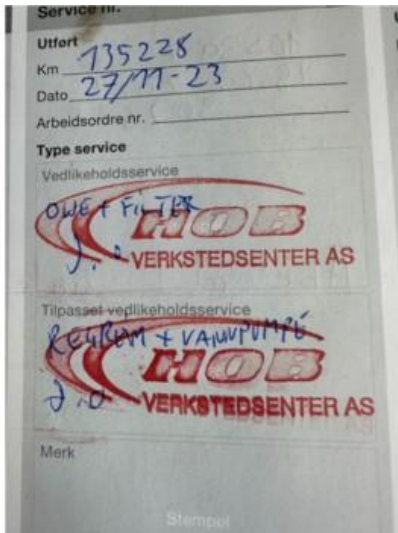 Service nr.
Utført
Km 135228
Dato 27/11-23
Arbeidsordre nr.
Type service
Vedlikeholdsservice
OLJE + FILTER
HOB
VERKSTEDSENTER AS
Tilpasset vedlikeholdsservice
REGREM + VANNPUMPE
HOB
VERKSTEDSENTER AS
Merk
Stempel